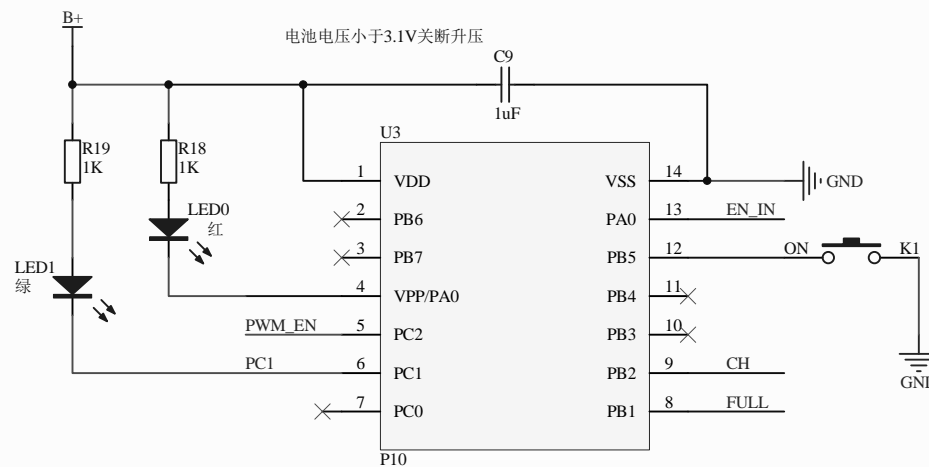 B+
电池电压小于3.1V关断升压
C9
1uF
U3
R19
1K
R18
1K
1
VDD
VSS
14
GND
LED0
红
2
PB6
PA0
13
EN_IN
3
PB7
PB5
12
ON
K1
LED1
绿
4
VPP/PA0
PB4
11
PWM_EN
5
PC2
PB3
10
PC1
6
PC1
PB2
9
CH
GND
7
PC0
PB1
8
FULL
P10